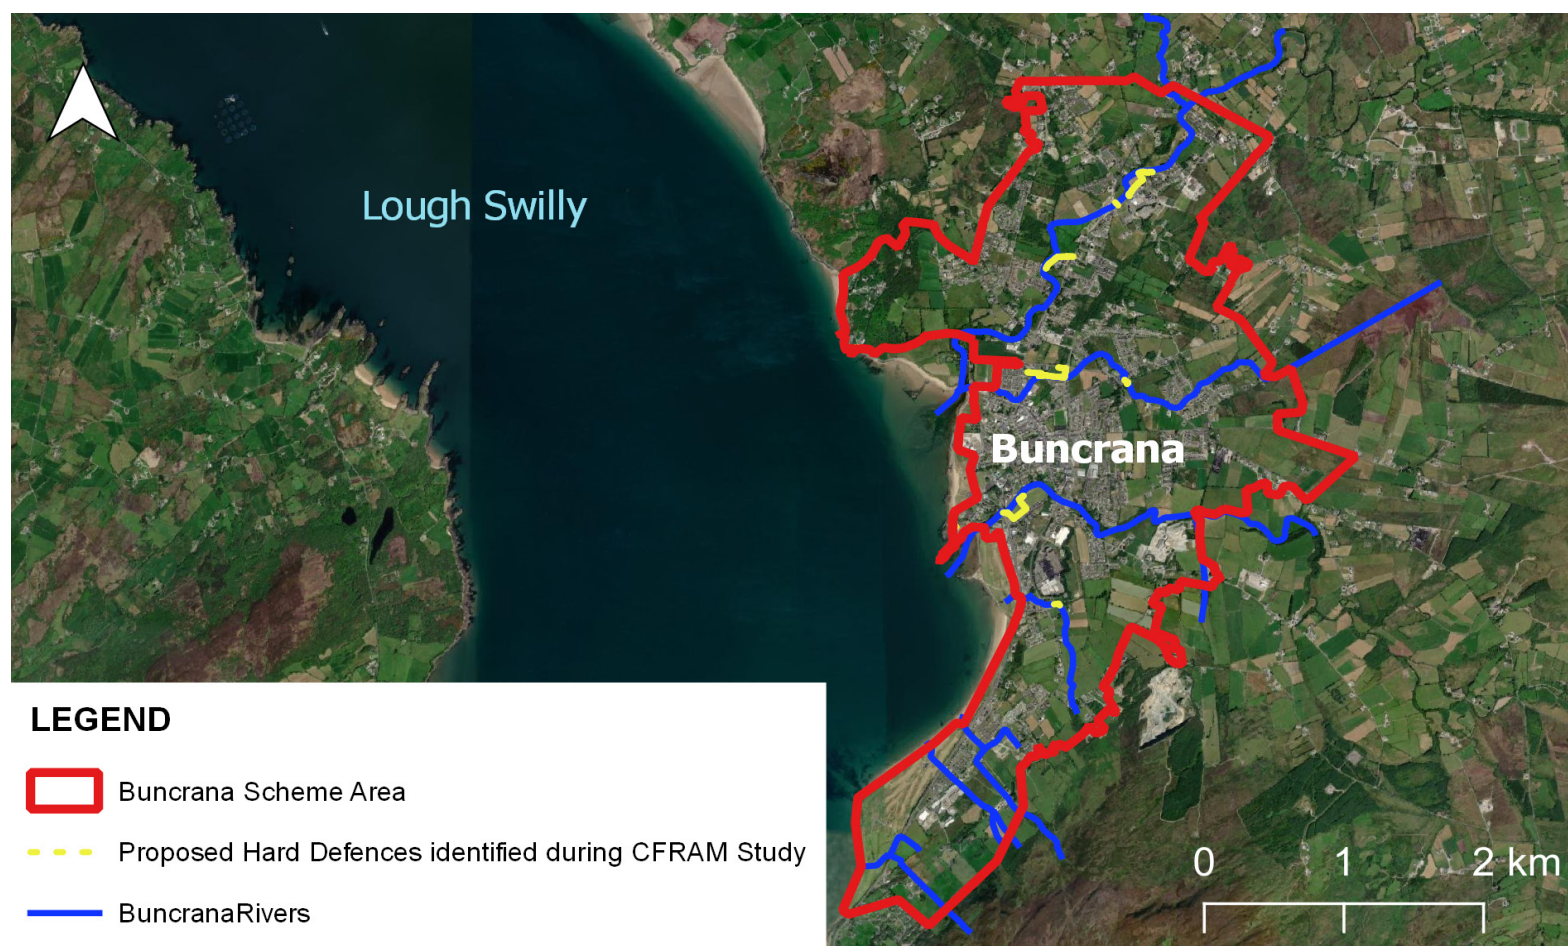 Lough Swilly
Buncrana
LEGEND
Buncrana Scheme Area
Proposed Hard Defences identified during CFRAM Study
BuncranaRivers
0 1 2 km